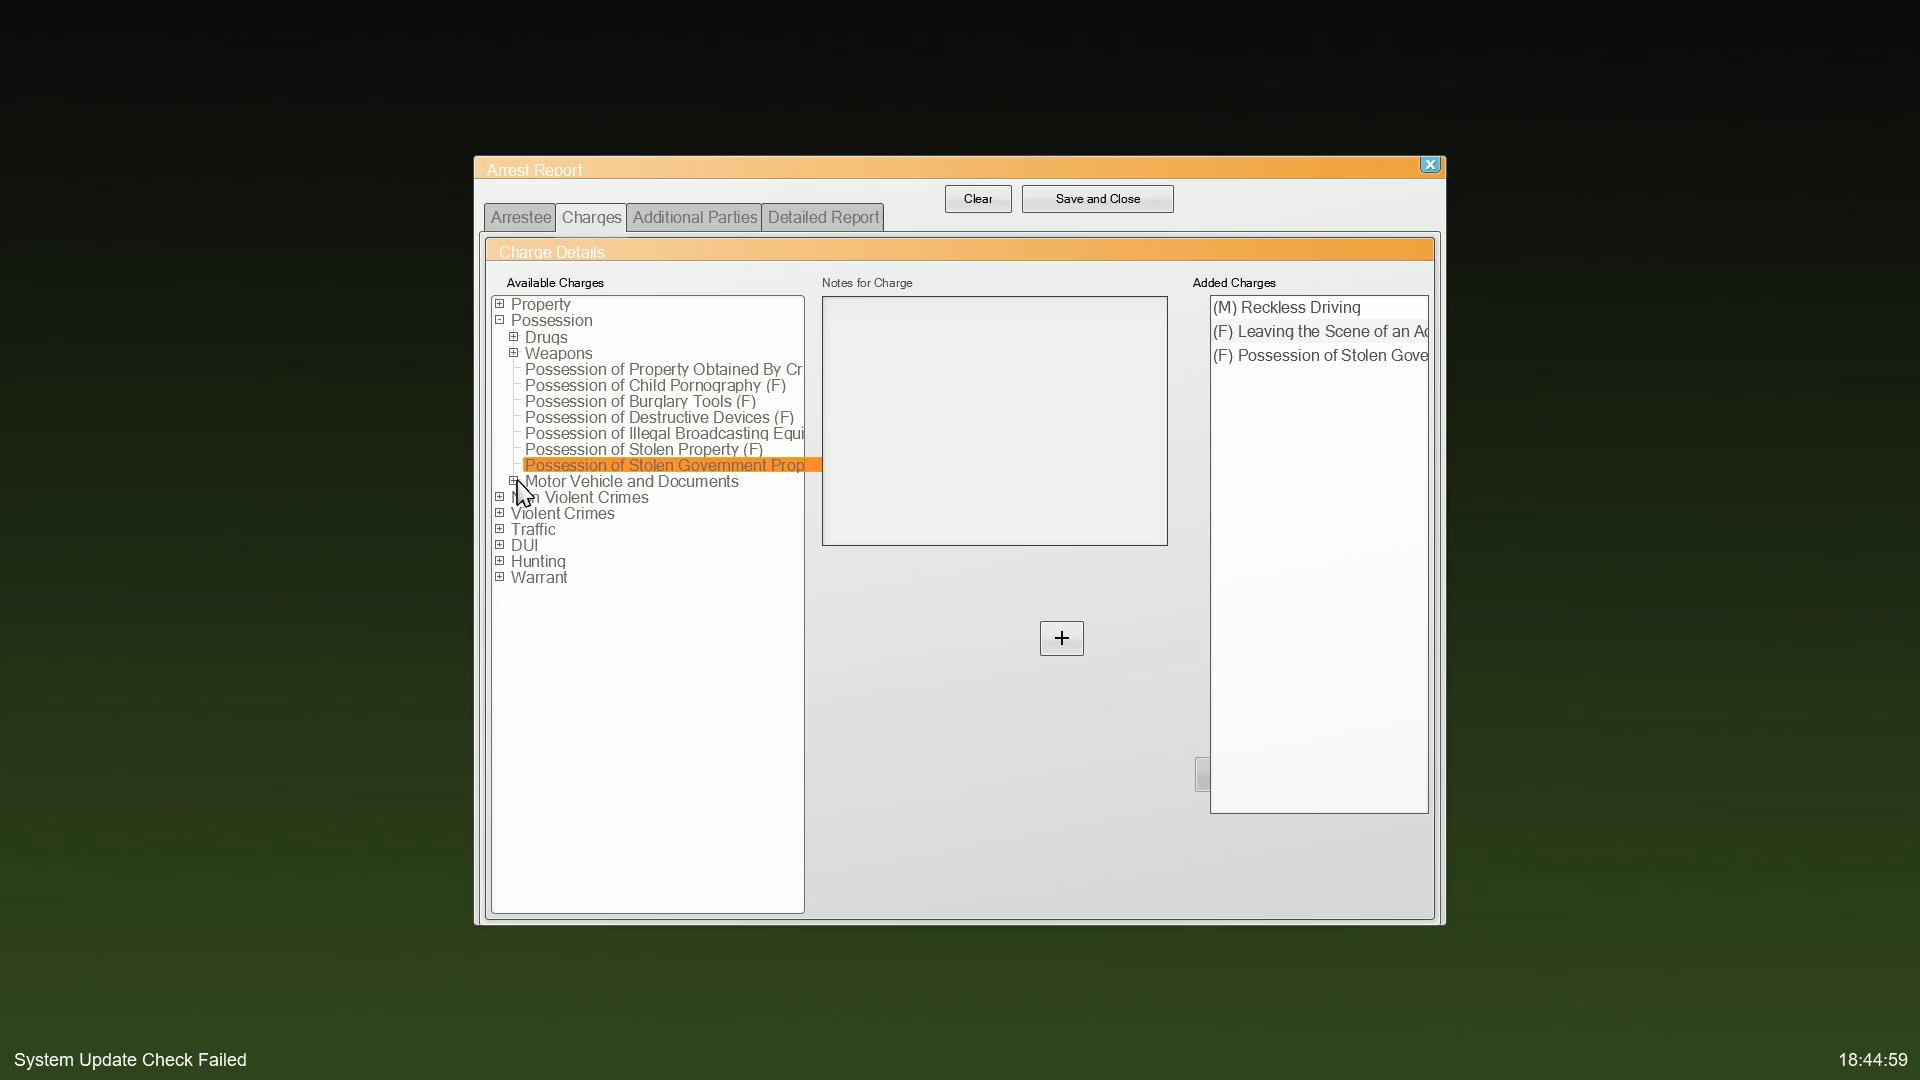 Arrest Report
X
Clear
Save and Close
Arrestee
Charges
Additional Parties
Detailed Report
Charge Details
Available Charges
Notes for Charge
Added Charges
Property
Possession
Drugs
Weapons
Possession of Property Obtained By Cr
Possession of Child Pornography (F)
Possession of Burglary Tools (F)
Possession of Destructive Devices (F)
Possession of Illegal Broadcasting Equi
Possession of Stolen Property (F)
Possession of Stolen Government Prop
Motor Vehicle and Documents
Violent Crimes
Violent Crimes
Traffic
DUI
Hunting
Warrant
+
(M) Reckless Driving
(F) Leaving the Scene of an Ac
(F) Possession of Stolen Gove
System Update Check Failed
18:44:59